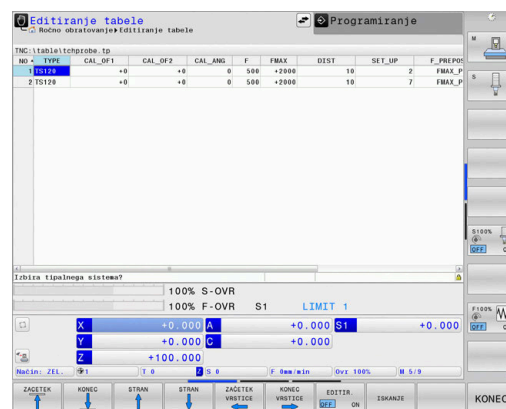 Editiranje tabele
Programiranje
Ročno obratovanje▸Editiranje tabele
TNC:\table\tchprobe.tp
NO TYPE CAL_OF1 CAL_OF2 CAL_ANG F FMAX DIST SET_UP F_PREPOS
1 TS120 +0 +0 0 500 +2000 10 2 FMAX_P
2 TS120 +0 +0 0 500 +2000 10 7 FMAX_P
Izbira tipalnega sistema?
100% S-OVR
100% F-OVR S1 LIMIT 1
X +0.000 A +0.000 S1 +0.000
Y +0.000 C +0.000
Z +100.000
Način: ŽEL. 1 T 0 Z S 0 F 0mm/min Ovr 100% M 5/9
ZAČETEK
KONEC
STRAN
STRAN
ZAČETEK VRSTICE
KONEC VRSTICE
EDITIR.
OFF ON
ISKANJE
KONEC
M
S
S100%
OFF
F100%
OFF